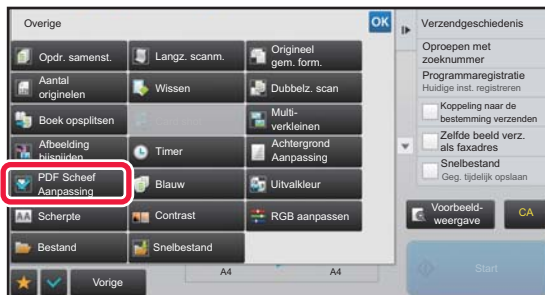 Overige
OK
Opdr. samenst.
Langz. scanm.
Origineel
gem. form.
Aantal
originelen
Wissen
Dubbelz. scan
Boek opsplitsen
Multi-
verkleinen
Afbeelding
bijsnijden
Timer
Achtergrond
Aanpassing
PDF Scheef
Aanpassing
Blauw
Uitvalkleur
Scherpte
Contrast
RGB aanpassen
Bestand
Snelbestand
Vorige
A4
A4
Verzendgeschiedenis
Oproepen met
zoeknummer
Programmaregistratie
Huidige inst. registreren
Koppeling naar de
bestemming verzenden
Zelfde beeld verz.
als faxadres
Snelbestand
Geg. tijdelijk opslaan
Voorbeeld-
weergave
CA
Start